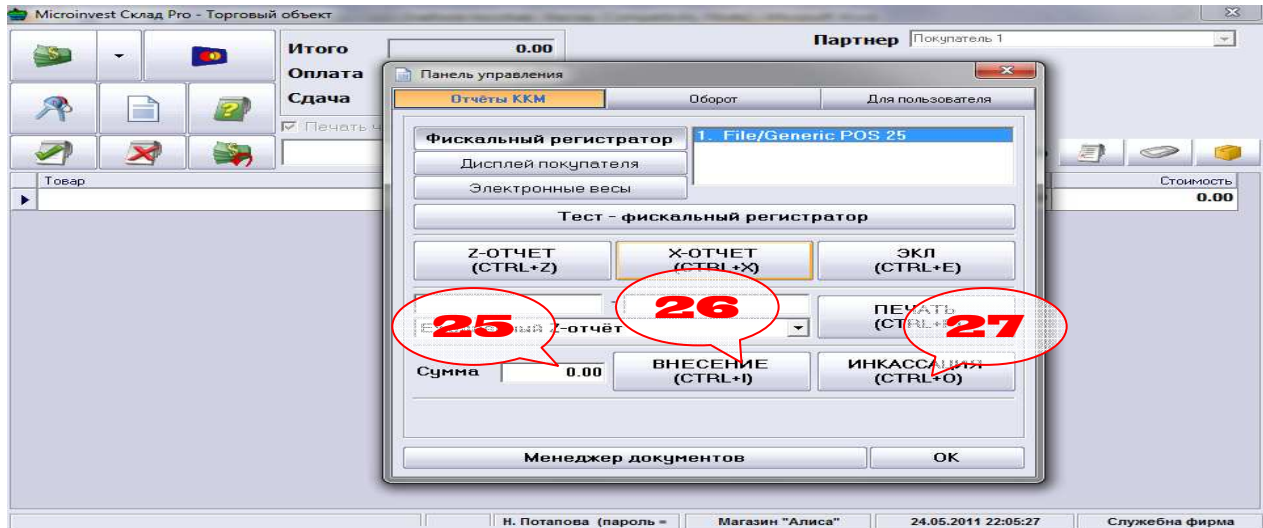 Microinvest Склад Pro - Торговый объект
Итого 0.00
Партнер Покупатель 1
Оплата
Сдача
Печать
Панель управления
Отчёты ККМ Оборот Для пользователя
Фискальный регистратор
1. File/Generic POS 25
Дисплей покупателя
Электронные весы
Товар
Стоимость
0.00
Тест - фискальный регистратор
Z-ОТЧЕТ (CTRL+Z)
X-ОТЧЕТ (CTRL+X)
ЭКЛ (CTRL+E)
25
26
27
Z-отчёт
ПЕЧАТЬ
Сумма 0.00
ВНЕСЕНИЕ (CTRL+I)
ИНКАССАЦИЯ (CTRL+O)
Менеджер документов
OK
Н. Потапова (пароль =
Магазин "Алиса"
24.05.2011 22:05:27
Служебна фирма